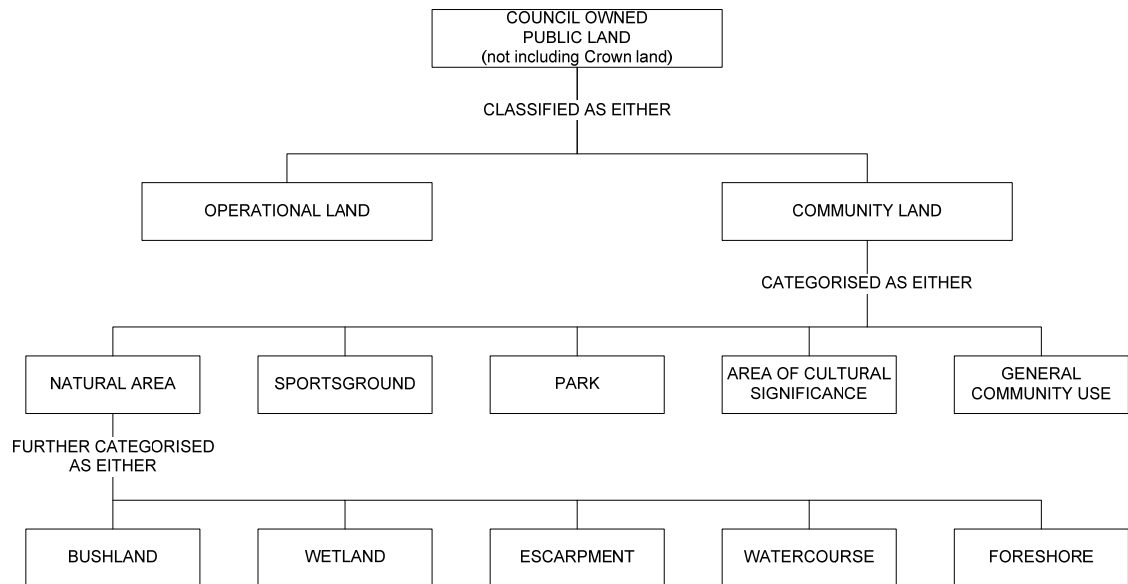 COUNCIL OWNED
PUBLIC LAND
(not including Crown land)
CLASSIFIED AS EITHER
OPERATIONAL LAND
COMMUNITY LAND
CATEGORISED AS EITHER
NATURAL AREA
SPORTSGROUND
PARK
AREA OF CULTURAL
SIGNIFICANCE
GENERAL
COMMUNITY USE
FURTHER CATEGORISED
AS EITHER
BUSHLAND
WETLAND
ESCARPMENT
WATERCOURSE
FORESHORE